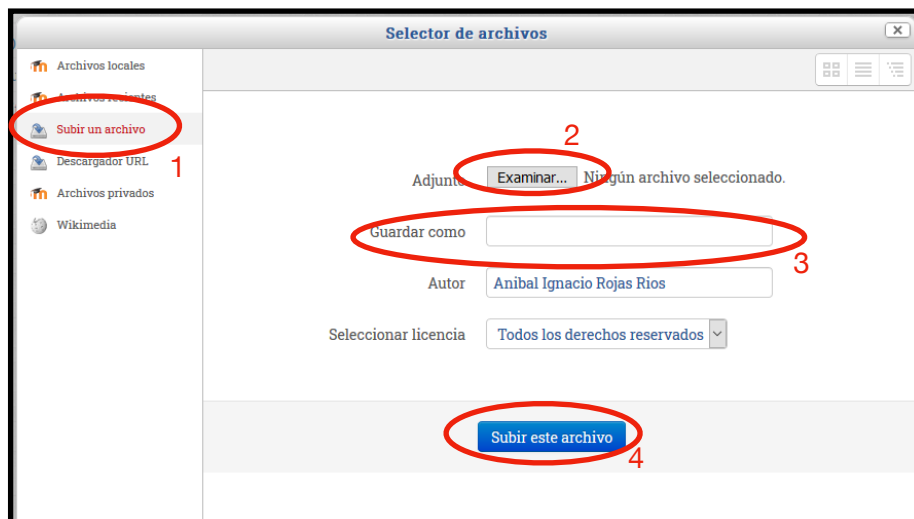 Selector de archivos
Archivos locales
Archivos recientes
Subir un archivo
1
Descargador URL
Archivos privados
Wikimedia
2
Adjunto Examinar... Ningún archivo seleccionado.
Guardar como
3
Autor Anibal Ignacio Rojas Rios
Seleccionar licencia Todos los derechos reservados
Subir este archivo
4